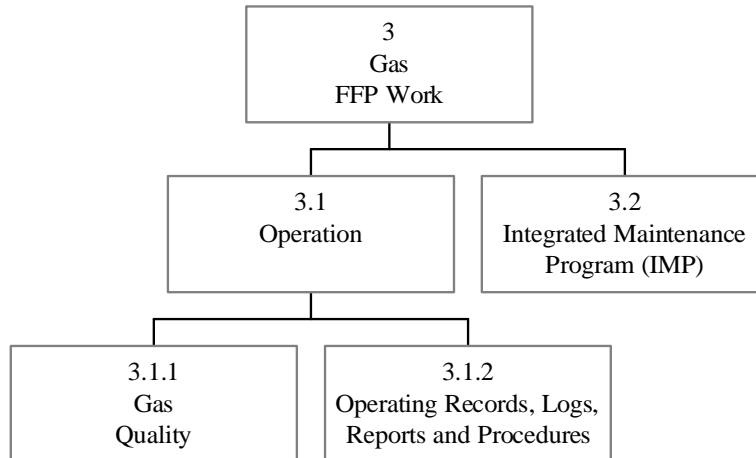 3
Gas
FFP Work
3.1
Operation
3.2
Integrated Maintenance
Program (IMP)
3.1.1
Gas
Quality
3.1.2
Operating Records, Logs,
Reports and Procedures